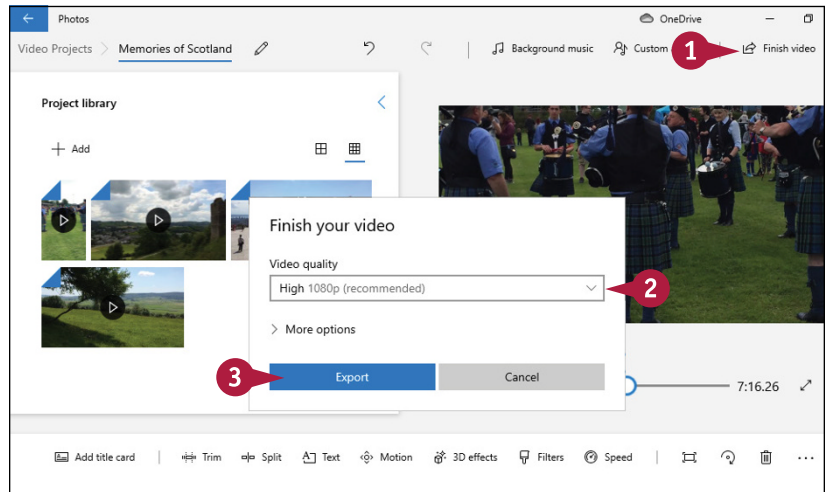 Photos
OneDrive
Video Projects > Memories of Scotland
Background music
Custom
1
Finish video
Project library
+ Add
Finish your video
Video quality
High 1080p (recommended)
2
> More options
3
Export
Cancel
7:16.26
Add title card
Trim
Split
Text
Motion
3D effects
Filters
Speed
...